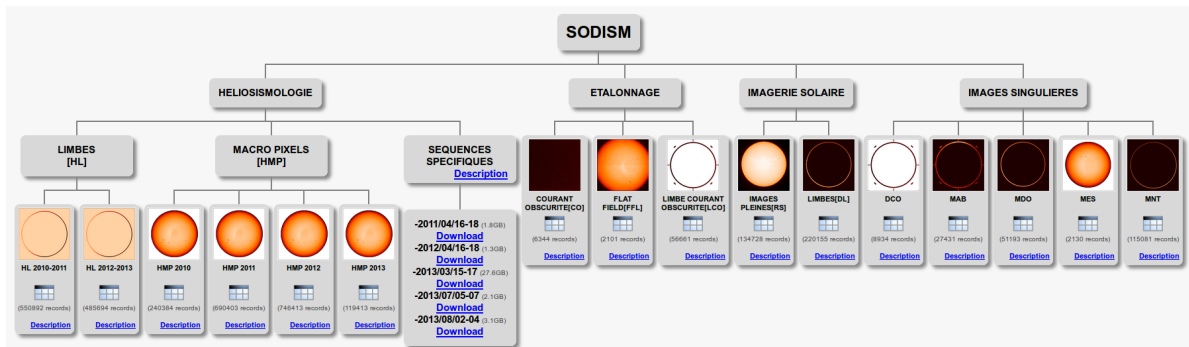 SODISM
HELIOSISMOLOGIE
ETALONNAGE
IMAGERIE SOLAIRE
IMAGES SINGULIERES
LIMBES
[HL]
MACRO PIXELS
[HMP]
SEQUENCES
SPECIFIQUES
Description
HL 2010-2011
(550892 records)
Description
HL 2012-2013
(485694 records)
Description
HMP 2010
(240384 records)
Description
HMP 2011
(690403 records)
Description
HMP 2012
(746413 records)
Description
HMP 2013
(119413 records)
Description
-2011/04/16-18 (1.8GB)
Download
-2012/04/16-18 (1.3GB)
Download
-2013/03/15-17 (27.6GB)
Download
-2013/07/05-07 (2.1GB)
Download
-2013/08/02-04 (3.1GB)
Download
COURANT
OBSCURITE[CO]
(6344 records)
Description
FLAT
FIELD[FFL]
(2101 records)
Description
LIMBE COURANT
OBSCURITE[LCO]
(56661 records)
Description
IMAGES
PLEINES[RS]
(134728 records)
Description
LIMBES[DL]
(220155 records)
Description
DCO
(8934 records)
Description
MAB
(27431 records)
Description
MDO
(51193 records)
Description
MES
(2130 records)
Description
MNT
(115081 records)
Description